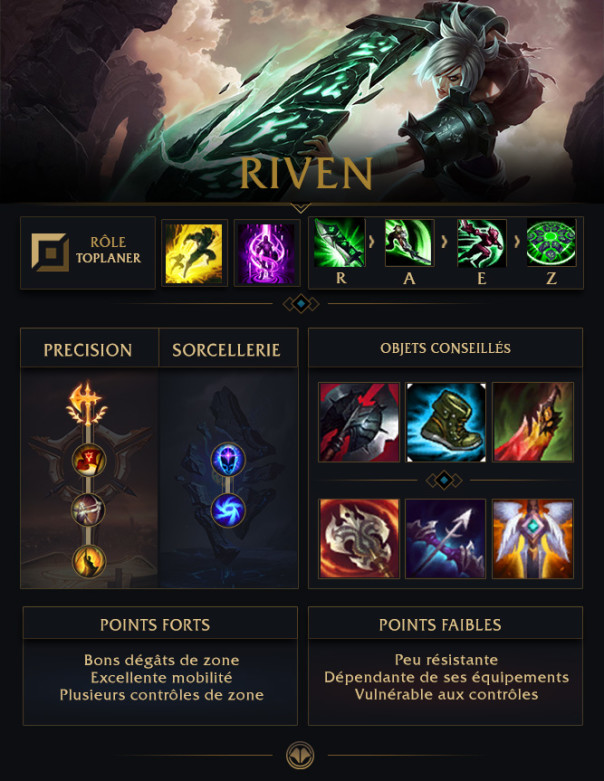 RIVEN
RÔLE
TOPLANER
R A E Z
PRECISION
SORCELLERIE
OBJETS CONSEILLÉS
POINTS FORTS
Bons dégâts de zone
Excellente mobilité
Plusieurs contrôles de zone
POINTS FAIBLES
Peu résistante
Dépendante de ses équipements
Vulnérable aux contrôles